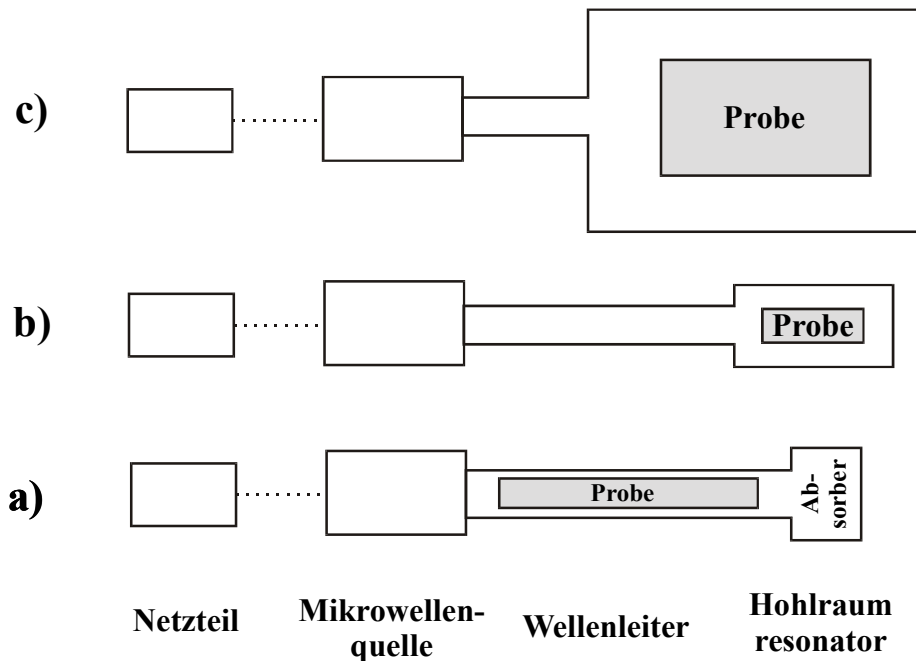 c)
Probe
b)
Probe
a)
Probe
Ab-
sorber
Netzteil
Mikrowellen-
quelle
Wellenleiter
Hohlraum
resonator